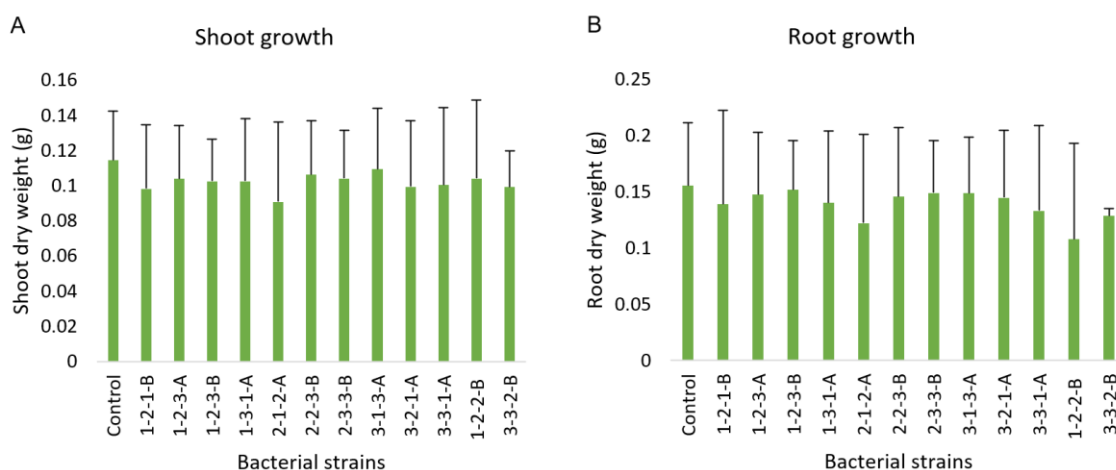 A
Shoot growth
Shoot dry weight (g)
0.16
0.14
0.12
0.1
0.08
0.06
0.04
0.02
0
Control
1-2-1-B
1-2-3-A
1-2-3-B
1-3-1-A
2-1-2-A
2-2-3-B
2-3-3-B
3-1-3-A
3-2-1-A
3-3-1-A
1-2-2-B
3-3-2-B
Bacterial strains
B
Root growth
Root dry weight (g)
0.25
0.2
0.15
0.1
0.05
0
Control
1-2-1-B
1-2-3-A
1-2-3-B
1-3-1-A
2-1-2-A
2-2-3-B
2-3-3-B
3-1-3-A
3-2-1-A
3-3-1-A
1-2-2-B
3-3-2-B
Bacterial strains